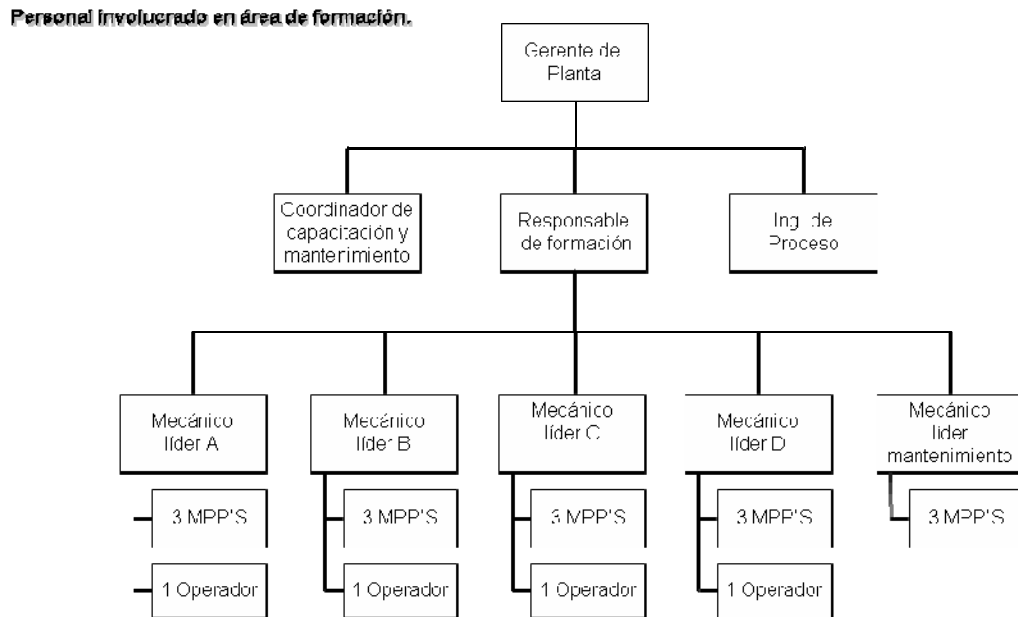 Personal involucrado en área de formación.
Gerente de
Planta
Coordinador de
capacitación y
mantenimiento
Responsable
de formación
Ing. de
Proceso
Mecánico
líder A
Mecánico
líder B
Mecánico
líder C
Mecánico
líder D
Mecánico
líder
mantenimiento
3 MPP'S
3 MPP'S
3 MPP'S
3 MPP'S
3 MPP'S
1 Operador
1 Operador
1 Operador
1 Operador